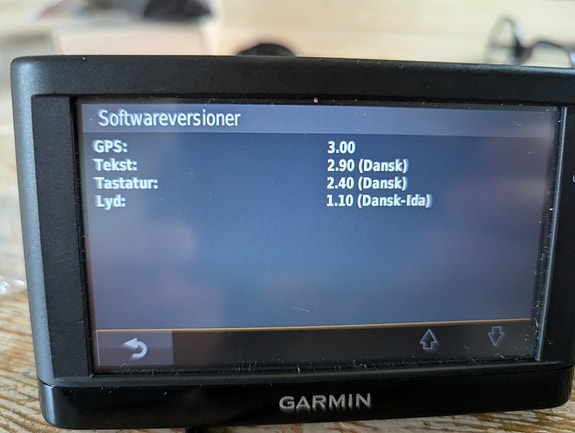 Softwareversioner
GPS: 3.00
Tekst: 2.90 (Dansk)
Tastatur: 2.40 (Dansk)
Lyd: 1.10 (Dansk-Ida)
GARMIN